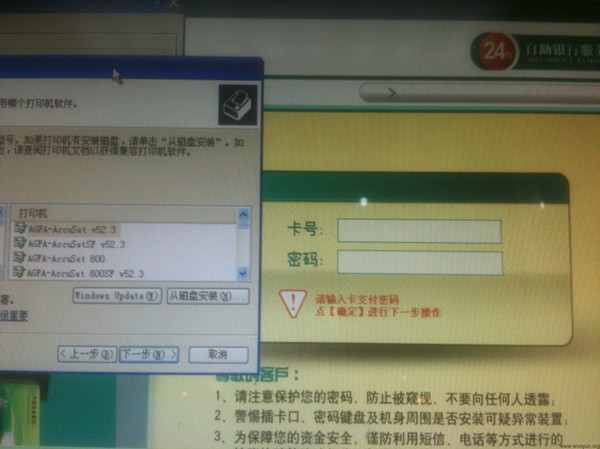 24h 自助银行服务
用哪个打印机软件。
型号。如果打印机有安装磁盘，请单击“从磁盘安装”。如
出，请查阅打印机文档以获得兼容打印机软件。
打印机
AGFA-AccuSet v52.3
AGFA-AccuSetSF v52.3
AGFA-AccuSet 800
AGFA-AccuSet 800SF v52.3
署。
Windows Update(W)
从磁盘安装(H)...
很重要
< 上一步(B)
下一步(N) >
取消
卡号：
密码：
请输入卡支付密码
点【确定】进行下一步操作
尊敬的客户：
1、请注意保护您的密码，防止被窥视，不要向任何人透露；
2、警惕插卡口，密码键盘及机身周围是否安装可疑异常装置；
3、为保障您的资金安全，谨防利用短信、电话等方式进行的
www.wooyun.org